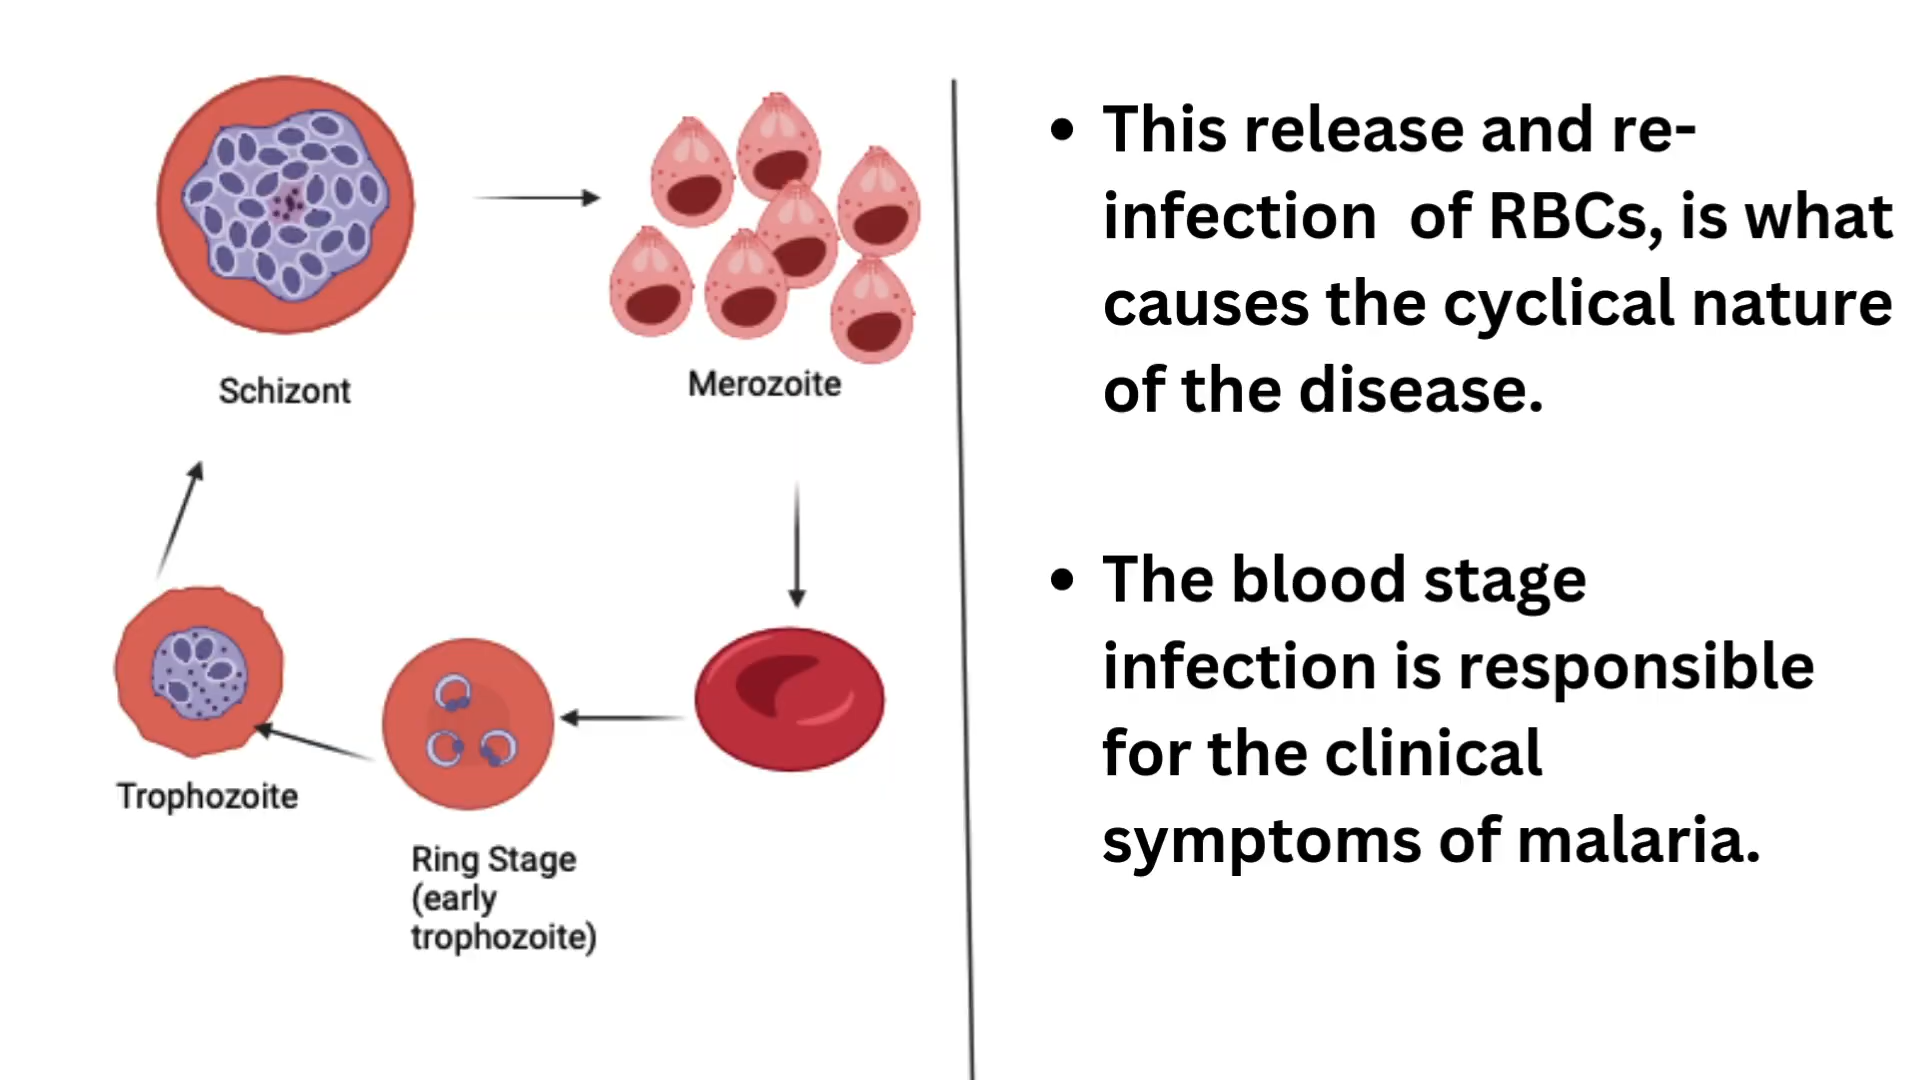 Schizont
Merozoite
Trophozoite
Ring Stage
(early
trophozoite)
• This release and re-
infection  of RBCs, is what
causes the cyclical nature
of the disease.
• The blood stage
infection is responsible
for the clinical
symptoms of malaria.